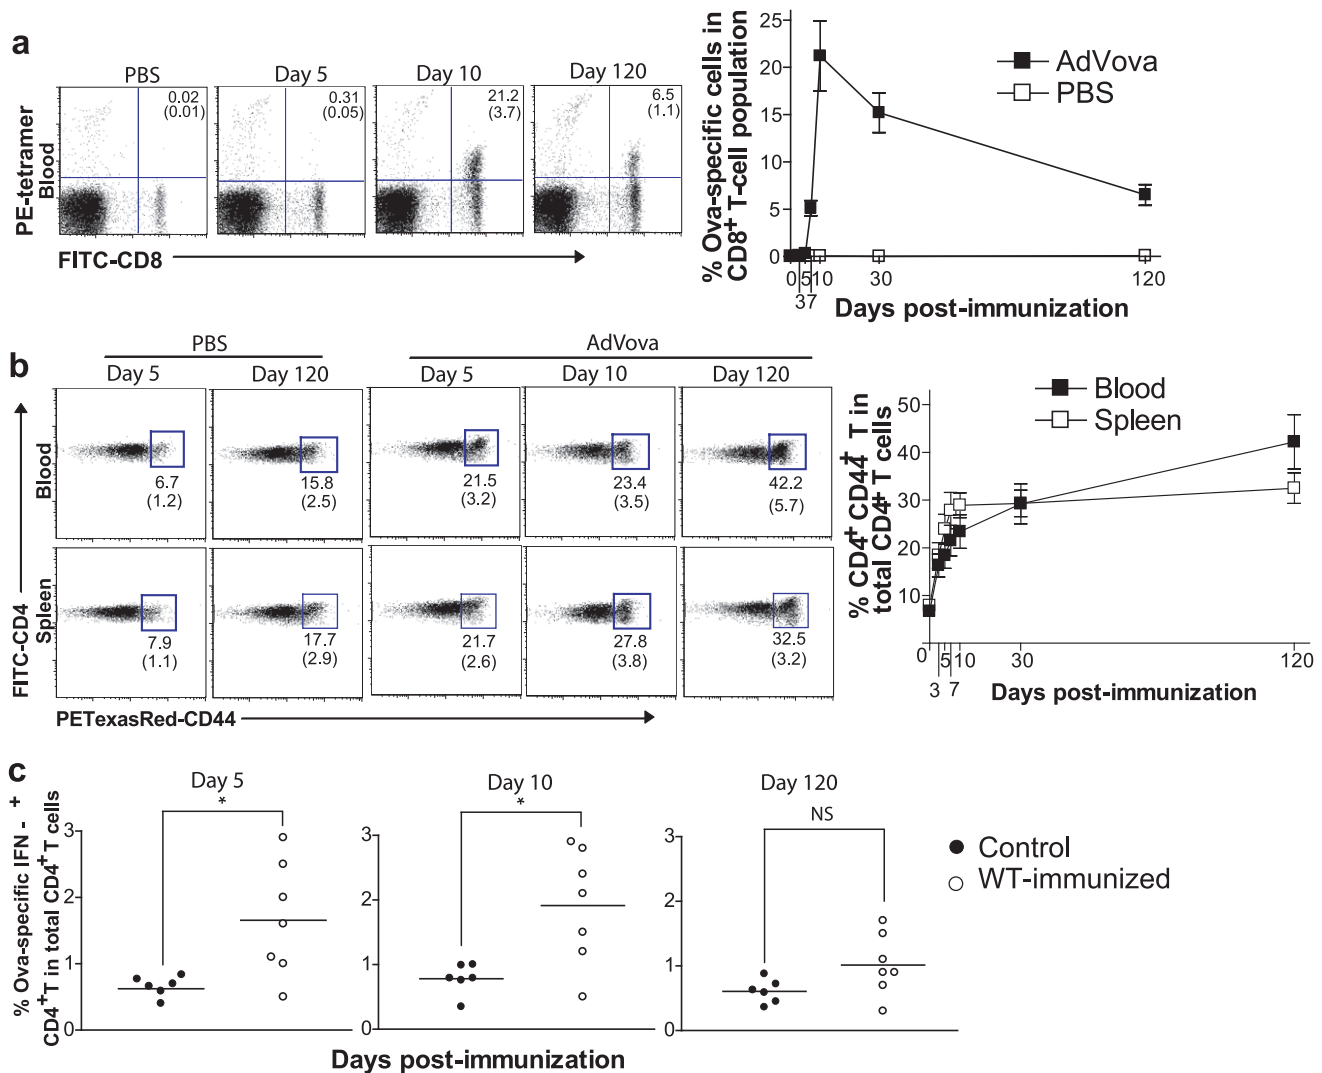 a
PBS
Day 5
Day 10
Day 120
0.02
(0.01)
0.31
(0.05)
21.2
(3.7)
6.5
(1.1)
PE-tetramer
Blood
FITC-CD8
% Ova-specific cells in
CD8+ T-cell population
25
20
15
10
5
0
0
3
5
7
10
30
120
Days post-immunization
AdVova
PBS
b
PBS
AdVova
Day 5
Day 120
Day 5
Day 10
Day 120
Blood
6.7
(1.2)
15.8
(2.5)
21.5
(3.2)
23.4
(3.5)
42.2
(5.7)
Spleen
7.9
(1.1)
17.7
(2.9)
21.7
(2.6)
27.8
(3.8)
32.5
(3.2)
FITC-CD4
PETexasRed-CD44
% CD4+ CD44+ T in
total CD4+ T cells
50
40
30
20
10
0
3
5
7
10
30
120
Days post-immunization
Blood
Spleen
c
Day 5
Day 10
Day 120
*
*
NS
% Ova-specific IFN - +
CD4+ T in total CD4+ T cells
3
2
1
0
3
2
1
0
3
2
1
0
Control
WT-immunized
Days post-immunization